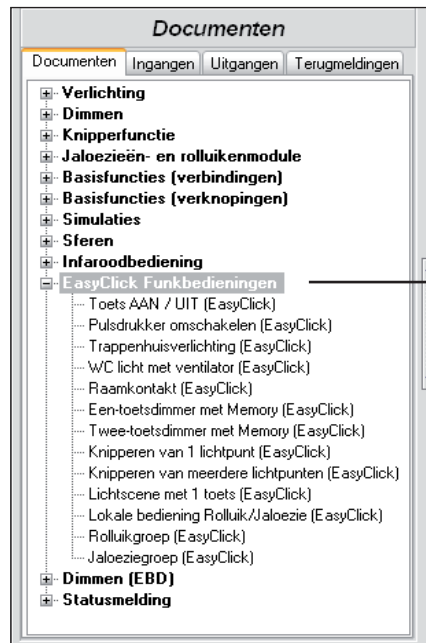 Documenten
Documenten Ingangen Uitgangen Terugmeldingen
Verlichting
Dimmen
Knipperfunctie
Jaloezieën- en rolluikenmodule
Basisfuncties (verbindingen)
Basisfuncties (verknopingen)
Simulaties
Sferen
Infaroodbediening
EasyClick Funkbedieningen
Toets AAN / UIT (EasyClick)
Pulsdrukker omschakelen (EasyClick)
Trappenhuisverlichting (EasyClick)
WC licht met ventilator (EasyClick)
Raamkontakt (EasyClick)
Een-toetsdimmer met Memory (EasyClick)
Twee-toetsdimmer met Memory (EasyClick)
Knipperen van 1 lichtpunt (EasyClick)
Knipperen van meerdere lichtpunten (EasyClick)
Lichtscene met 1 toets (EasyClick)
Lokale bediening Rolluik/Jaloezie (EasyClick)
Rolluikgroep (EasyClick)
Jaloeziegroep (EasyClick)
Dimmen (EBD)
Statusmelding